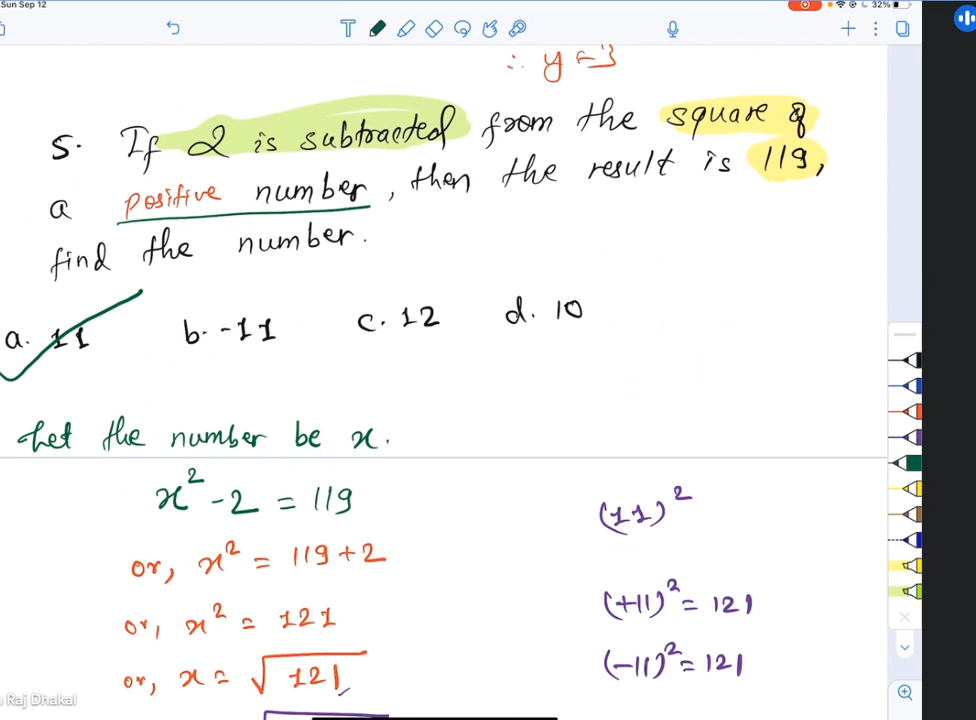 Sun Sep 12
32%
T
∴ y = 3
5. If 2 is subtracted from the square of
a positive number, then the result is 119,
find the number.
a. 11 b. -11 c. 12 d. 10
Let the number be x.
x² - 2 = 119
(11)²
or, x² = 119 + 2
(+11)² = 121
or, x² = 121
(-11)² = 121
or, x = √121
Raj Dhakal